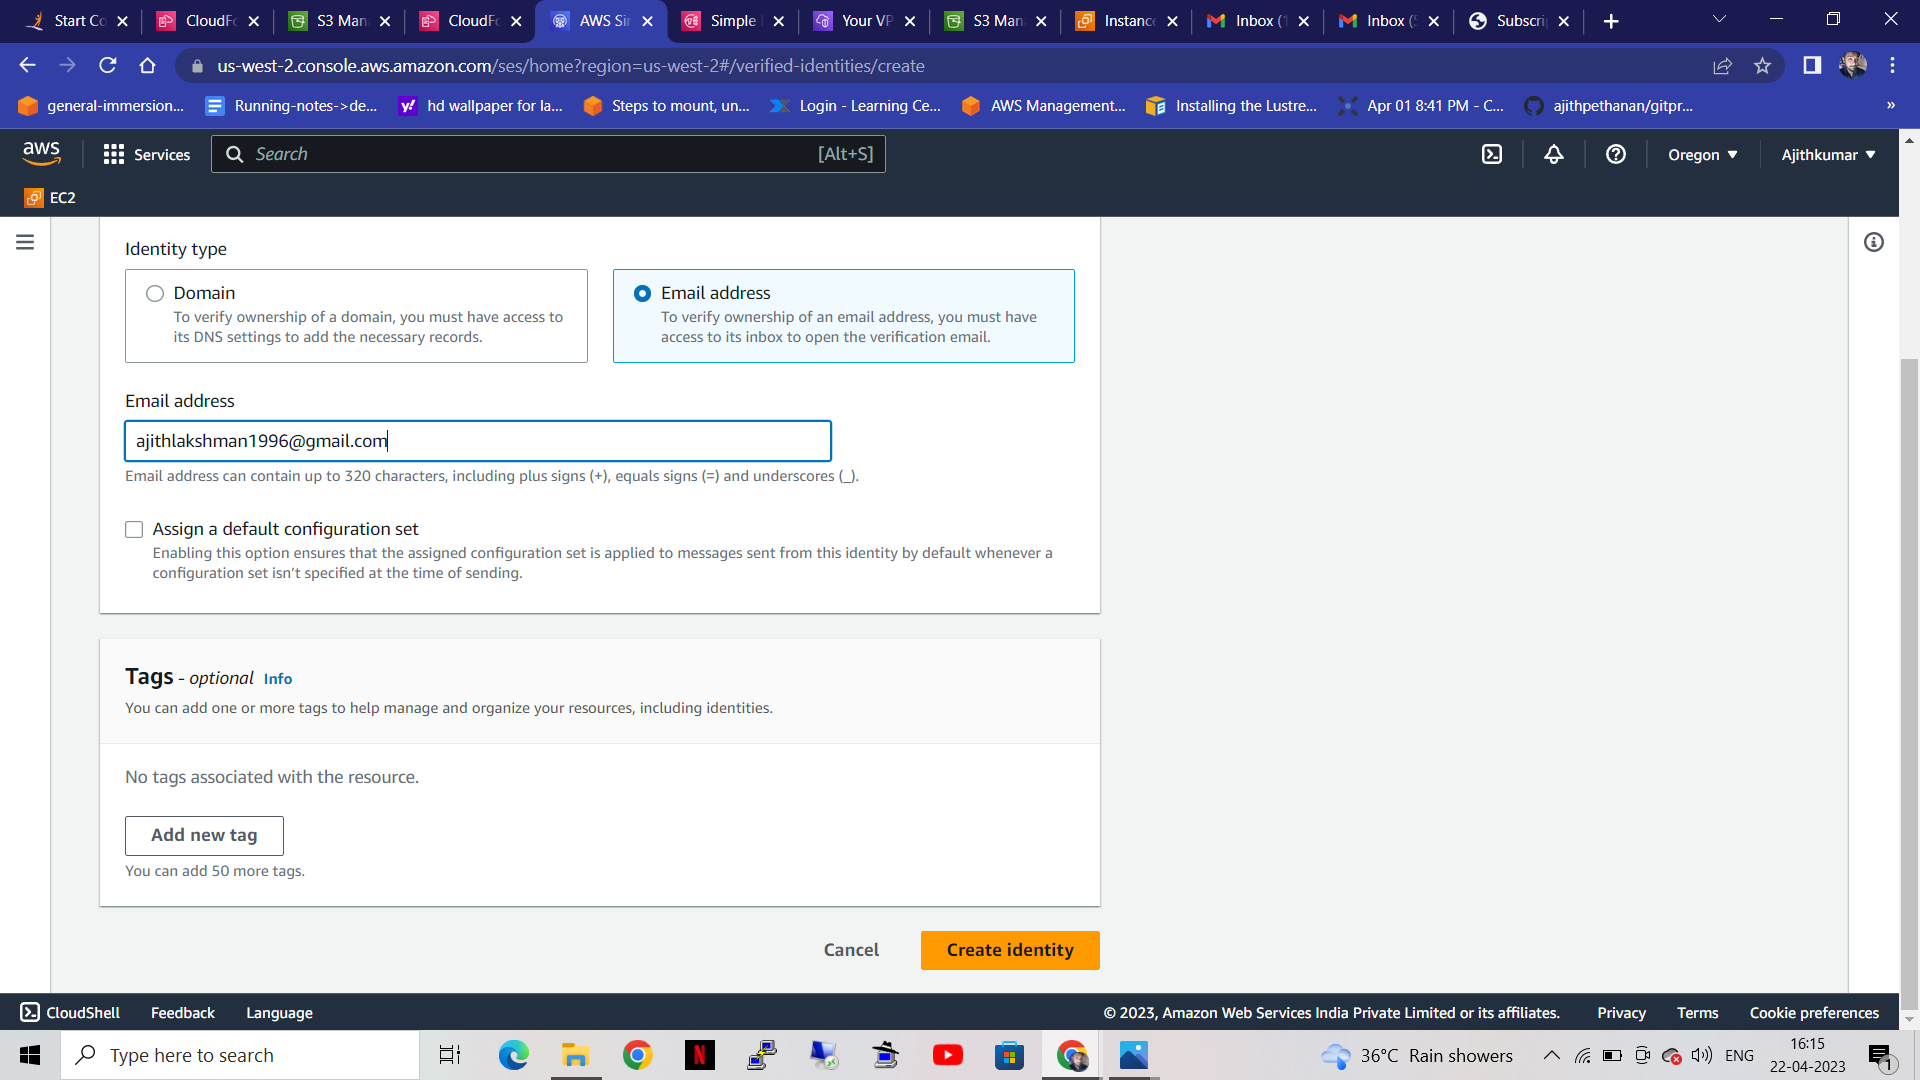 Start Co
CloudFo
S3 Man
CloudFo
AWS Sim
Simple
Your VP
S3 Man
Instance
Inbox (1
Inbox (5
Subscri
us-west-2.console.aws.amazon.com/ses/home?region=us-west-2#/verified-identities/create
general-immersion...
Running-notes->de...
hd wallpaper for la...
Steps to mount, un...
Login - Learning Ce...
AWS Management...
Installing the Lustre...
Apr 01 8:41 PM - C...
ajithpethanan/gitpr...
»
aws
Services
Search
[Alt+S]
Oregon
Ajithkumar
EC2
Identity type
Domain
To verify ownership of a domain, you must have access to
its DNS settings to add the necessary records.
Email address
To verify ownership of an email address, you must have
access to its inbox to open the verification email.
Email address
ajithlakshman1996@gmail.com
Email address can contain up to 320 characters, including plus signs (+), equals signs (=) and underscores (_).
Assign a default configuration set
Enabling this option ensures that the assigned configuration set is applied to messages sent from this identity by default whenever a
configuration set isn't specified at the time of sending.
Tags - optional Info
You can add one or more tags to help manage and organize your resources, including identities.
No tags associated with the resource.
Add new tag
You can add 50 more tags.
Cancel
Create identity
CloudShell
Feedback
Language
© 2023, Amazon Web Services India Private Limited or its affiliates.
Privacy
Terms
Cookie preferences
Type here to search
36°C Rain showers
ENG
16:15
22-04-2023
1